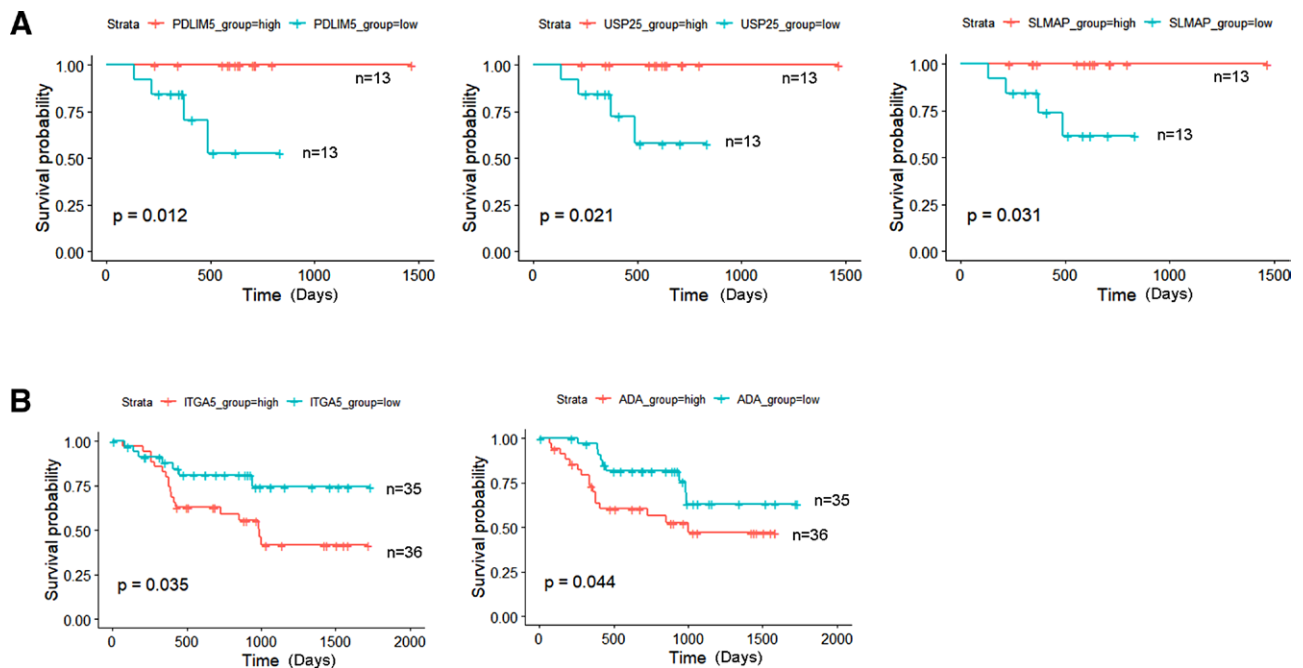 A
Strata PDLIM5_group=high PDLIM5_group=low
Survival probability
1.00
0.75
0.50
0.25
0.00
n=13
n=13
p = 0.012
0 500 1000 1500
Time (Days)
Strata USP25_group=high USP25_group=low
Survival probability
1.00
0.75
0.50
0.25
0.00
n=13
n=13
p = 0.021
0 500 1000 1500
Time (Days)
Strata SLMAP_group=high SLMAP_group=low
Survival probability
1.00
0.75
0.50
0.25
0.00
n=13
n=13
p = 0.031
0 500 1000 1500
Time (Days)
B
Strata ITGA5_group=high ITGA5_group=low
Survival probability
1.00
0.75
0.50
0.25
0.00
n=35
n=36
p = 0.035
0 500 1000 1500 2000
Time (Days)
Strata ADA_group=high ADA_group=low
Survival probability
1.00
0.75
0.50
0.25
0.00
n=35
n=36
p = 0.044
0 500 1000 1500 2000
Time (Days)